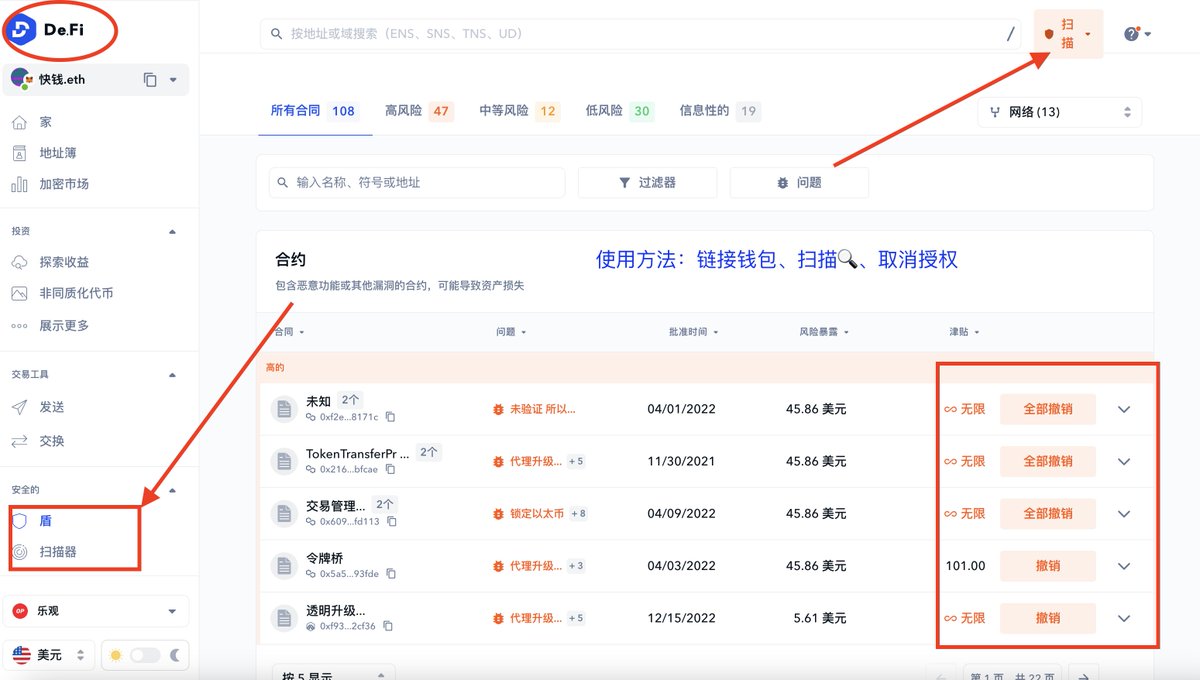 De.Fi
按地址或域搜索（ENS、SNS、TNS、UD）
/
扫描
?
快钱.eth
家
地址簿
加密市场
投资
探索收益
非同质化代币
展示更多
交易工具
发送
交换
安全的
盾
扫描器
OP 乐观
美元
所有合同 108
高风险 47
中等风险 12
低风险 30
信息性的 19
网络 (13)
输入名称、符号或地址
过滤器
问题
合约
使用方法：链接钱包、扫描🔍、取消授权
包含恶意功能或其他漏洞的合约，可能导致资产损失
合同 问题 批准时间 风险暴露 津贴
高的
未知 2个
0xf2e...8171c
未验证 所以... 04/01/2022 45.86 美元 ∞ 无限 全部撤销
TokenTransferPr ... 2个
0x216...bfcae
代理升级... + 5 11/30/2021 45.86 美元 ∞ 无限 全部撤销
交易管理... 2个
0x609...fd113
锁定以太币 + 8 04/09/2022 45.86 美元 ∞ 无限 全部撤销
令牌桥
0x5a5...93fde
代理升级... + 3 04/03/2022 45.86 美元 101.00 撤销
透明升级...
0xf93...2cf36
代理升级... + 5 12/15/2022 5.61 美元 ∞ 无限 撤销
按 5 显示
第 1 页，共 22 页